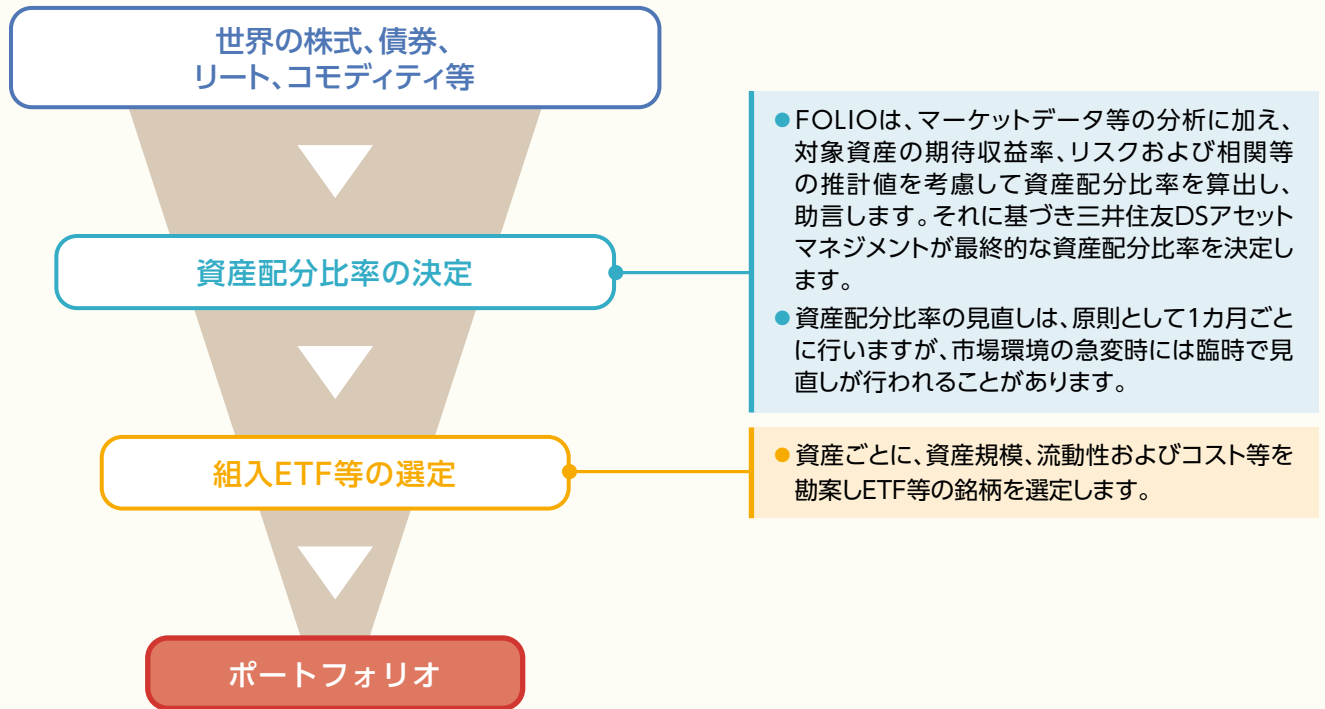 世界の株式、債券、
リート、コモディティ等
資産配分比率の決定
●FOLIOは、マーケットデータ等の分析に加え、
対象資産の期待収益率、リスクおよび相関等
の推計値を考慮して資産配分比率を算出し、
助言します。それに基づき三井住友DSアセット
マネジメントが最終的な資産配分比率を決定し
ます。
●資産配分比率の見直しは、原則として1カ月ごと
に行いますが、市場環境の急変時には臨時で見
直しが行われることがあります。
組入ETF等の選定
●資産ごとに、資産規模、流動性およびコスト等を
勘案しETF等の銘柄を選定します。
ポートフォリオ